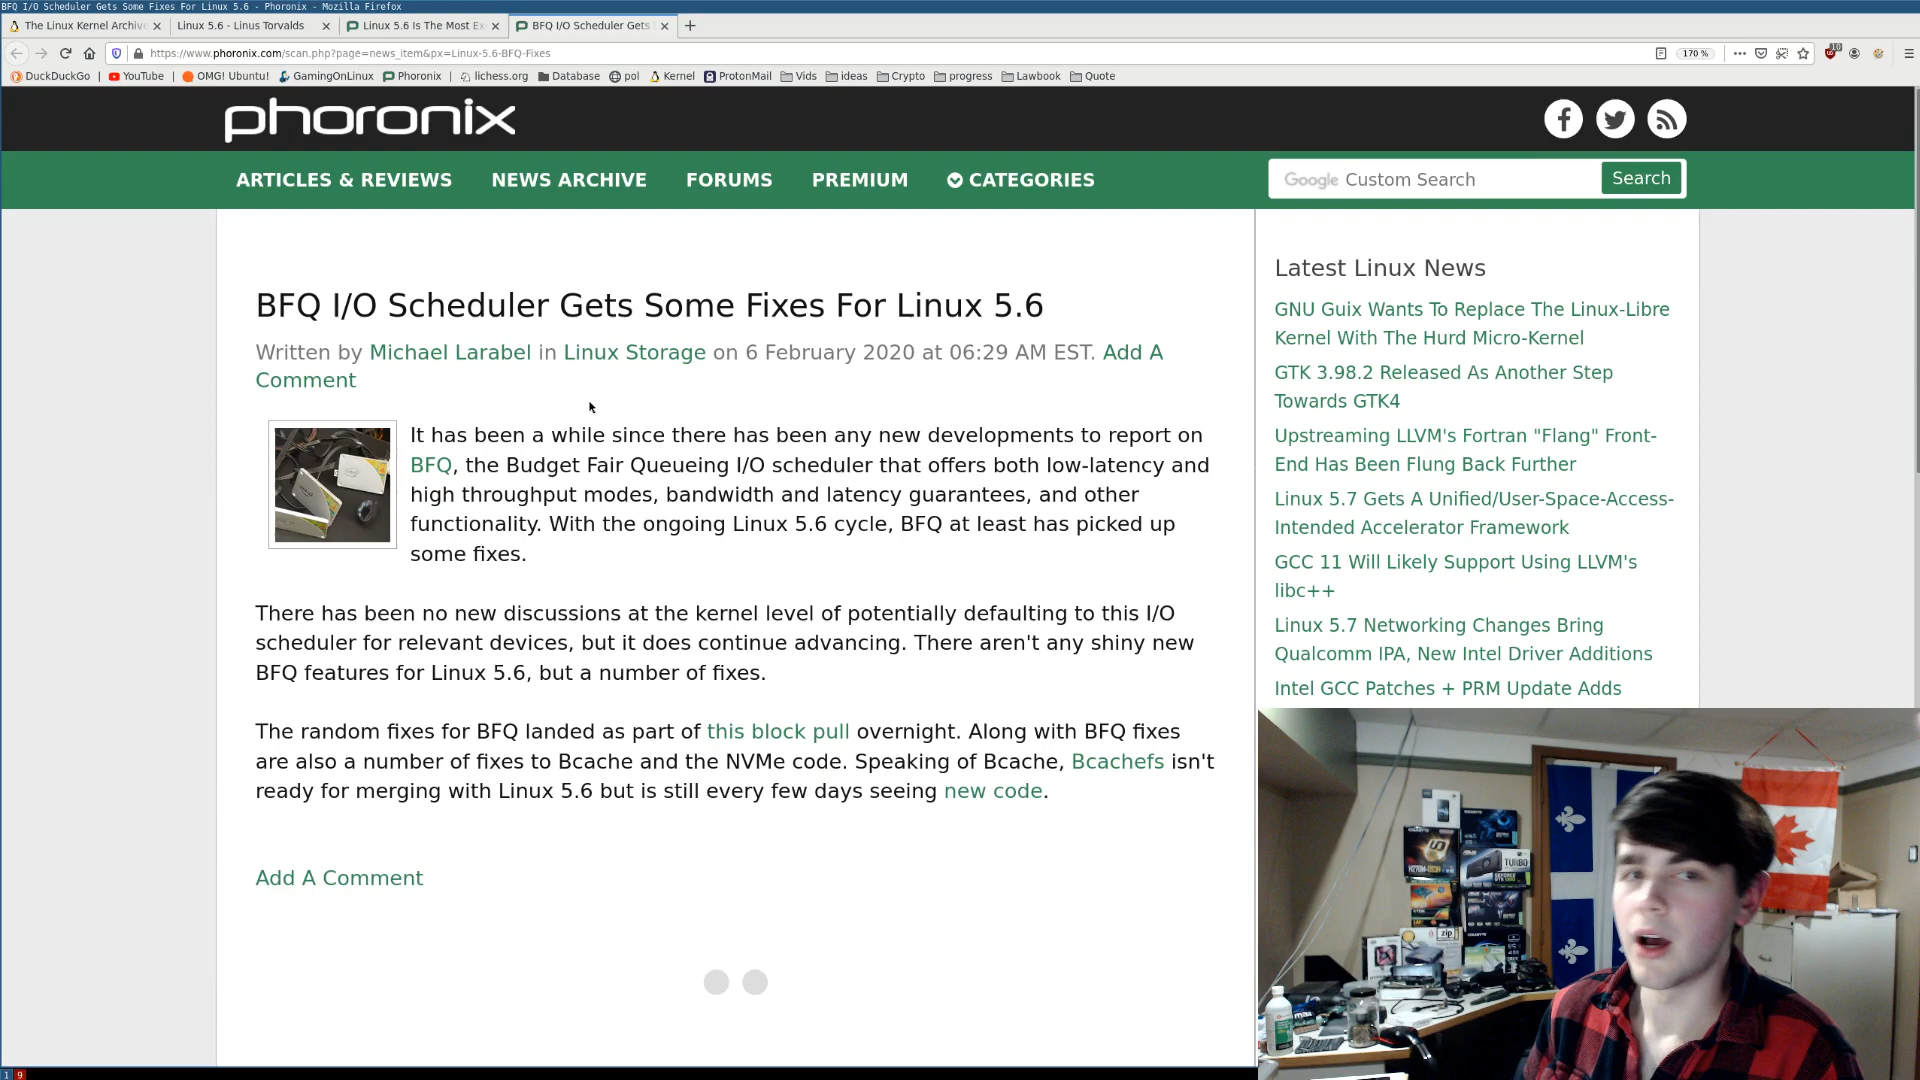 BFQ I/O Scheduler Gets Some Fixes For Linux 5.6 - Phoronix - Mozilla Firefox
The Linux Kernel Archive
Linux 5.6 - Linus Torvalds
Linux 5.6 Is The Most Ex
BFQ I/O Scheduler Gets
https://www.phoronix.com/scan.php?page=news_item&px=Linux-5.6-BFQ-Fixes
170 %
10
DuckDuckGo | YouTube | OMG! Ubuntu! GamingOnLinux Phoronix | lichess.org Database pol Kernel ProtonMail Vids ideas Crypto progress Lawbook Quote
phoronix
ARTICLES & REVIEWS NEWS ARCHIVE FORUMS PREMIUM CATEGORIES
Google Custom Search
Search
BFQ I/O Scheduler Gets Some Fixes For Linux 5.6
Written by Michael Larabel in Linux Storage on 6 February 2020 at 06:29 AM EST. Add A
Comment
It has been a while since there has been any new developments to report on
BFQ, the Budget Fair Queueing I/O scheduler that offers both low-latency and
high throughput modes, bandwidth and latency guarantees, and other
functionality. With the ongoing Linux 5.6 cycle, BFQ at least has picked up
some fixes.
There has been no new discussions at the kernel level of potentially defaulting to this I/O
scheduler for relevant devices, but it does continue advancing. There aren't any shiny new
BFQ features for Linux 5.6, but a number of fixes.
The random fixes for BFQ landed as part of this block pull overnight. Along with BFQ fixes
are also a number of fixes to Bcache and the NVMe code. Speaking of Bcache, Bcachefs isn't
ready for merging with Linux 5.6 but is still every few days seeing new code.
Add A Comment
Latest Linux News
GNU Guix Wants To Replace The Linux-Libre
Kernel With The Hurd Micro-Kernel
GTK 3.98.2 Released As Another Step
Towards GTK4
Upstreaming LLVM's Fortran "Flang" Front-
End Has Been Flung Back Further
Linux 5.7 Gets A Unified/User-Space-Access-
Intended Accelerator Framework
GCC 11 Will Likely Support Using LLVM's
libc++
Linux 5.7 Networking Changes Bring
Qualcomm IPA, New Intel Driver Additions
Intel GCC Patches + PRM Update Adds
TURBO
zip
1 9